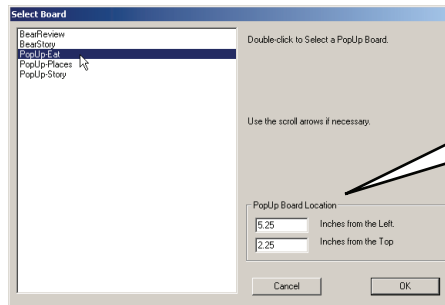 Select Board
BearReview
BearStory
PopUp-Eat
PopUp-Places
PopUp-Story
Double-click to Select a PopUp Board.
Use the scroll arrows if necessary.
PopUp Board Location
5.25 Inches from the Left.
2.25 Inches from the Top
Cancel OK